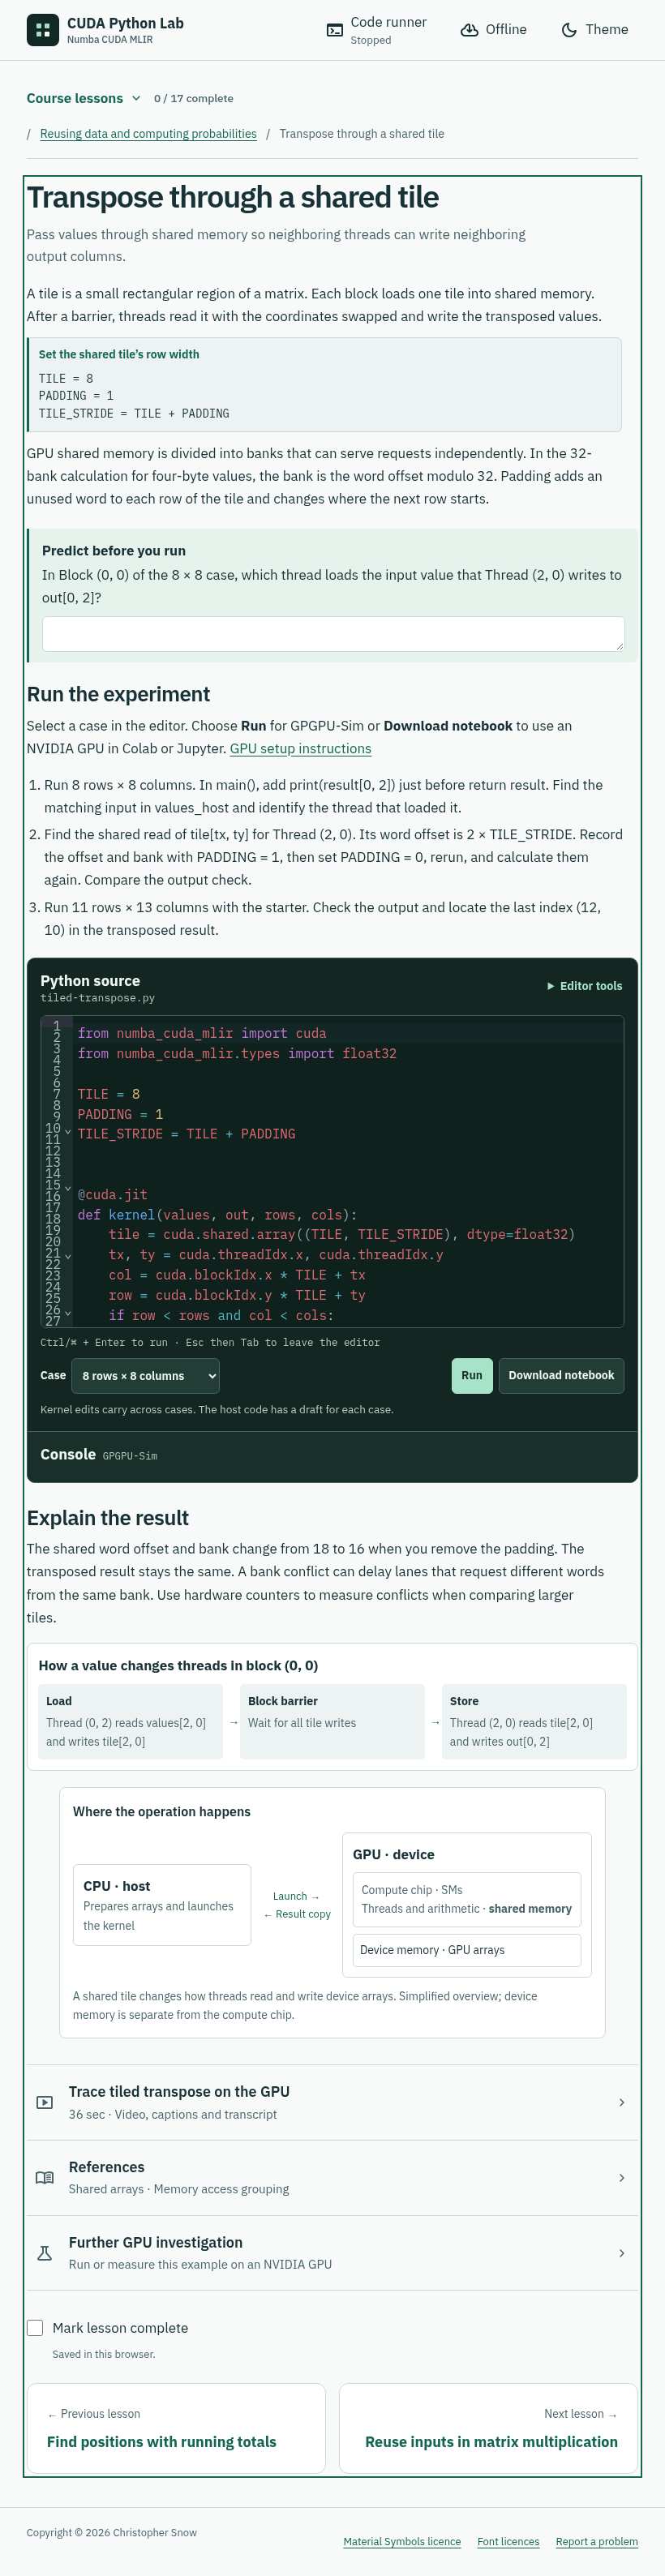 CUDA Python Lab
Numba CUDA MLIR
Code runner
Stopped
Offline
Theme
Course lessons
0 / 17 complete
/ Reusing data and computing probabilities / Transpose through a shared tile
Transpose through a shared tile
Pass values through shared memory so neighboring threads can write neighboring
output columns.
A tile is a small rectangular region of a matrix. Each block loads one tile into shared memory.
After a barrier, threads read it with the coordinates swapped and write the transposed values.
Set the shared tile's row width
TILE = 8
PADDING = 1
TILE_STRIDE = TILE + PADDING
GPU shared memory is divided into banks that can serve requests independently. In the 32-
bank calculation for four-byte values, the bank is the word offset modulo 32. Padding adds an
unused word to each row of the tile and changes where the next row starts.
Predict before you run
In Block (0, 0) of the 8 × 8 case, which thread loads the input value that Thread (2, 0) writes to
out[0, 2]?
Run the experiment
Select a case in the editor. Choose Run for GPGPU-Sim or Download notebook to use an
NVIDIA GPU in Colab or Jupyter. GPU setup instructions
1. Run 8 rows × 8 columns. In main(), add print(result[0, 2]) just before return result. Find the
matching input in values_host and identify the thread that loaded it.
2. Find the shared read of tile[tx, ty] for Thread (2, 0). Its word offset is 2 × TILE_STRIDE. Record
the offset and bank with PADDING = 1, then set PADDING = 0, rerun, and calculate them
again. Compare the output check.
3. Run 11 rows × 13 columns with the starter. Check the output and locate the last index (12,
10) in the transposed result.
Python source
tiled-transpose.py
▶ Editor tools
1
2
3
4
5
6
7
8
9
10
11
12
13
14
15
16
17
18
19
20
21
22
23
24
25
26
27
from numba_cuda_mlir import cuda
from numba_cuda_mlir.types import float32
TILE = 8
PADDING = 1
TILE_STRIDE = TILE + PADDING
@cuda.jit
def kernel(values, out, rows, cols):
tile = cuda.shared.array((TILE, TILE_STRIDE), dtype=float32)
tx, ty = cuda.threadIdx.x, cuda.threadIdx.y
col = cuda.blockIdx.x * TILE + tx
row = cuda.blockIdx.y * TILE + ty
if row < rows and col < cols:
Ctrl/⌘ + Enter to run · Esc then Tab to leave the editor
Case 8 rows × 8 columns
Run
Download notebook
Kernel edits carry across cases. The host code has a draft for each case.
Console GPGPU-Sim
Explain the result
The shared word offset and bank change from 18 to 16 when you remove the padding. The
transposed result stays the same. A bank conflict can delay lanes that request different words
from the same bank. Use hardware counters to measure conflicts when comparing larger
tiles.
How a value changes threads in block (0, 0)
Load
Thread (0, 2) reads values[2, 0]
and writes tile[2, 0]
→
Block barrier
Wait for all tile writes
→
Store
Thread (2, 0) reads tile[2, 0]
and writes out[0, 2]
Where the operation happens
CPU · host
Prepares arrays and launches
the kernel
Launch →
← Result copy
GPU · device
Compute chip · SMs
Threads and arithmetic · shared memory
Device memory · GPU arrays
A shared tile changes how threads read and write device arrays. Simplified overview; device
memory is separate from the compute chip.
Trace tiled transpose on the GPU
36 sec · Video, captions and transcript
References
Shared arrays · Memory access grouping
Further GPU investigation
Run or measure this example on an NVIDIA GPU
Mark lesson complete
Saved in this browser.
← Previous lesson
Find positions with running totals
Next lesson →
Reuse inputs in matrix multiplication
Copyright © 2026 Christopher Snow
Material Symbols licence
Font licences
Report a problem